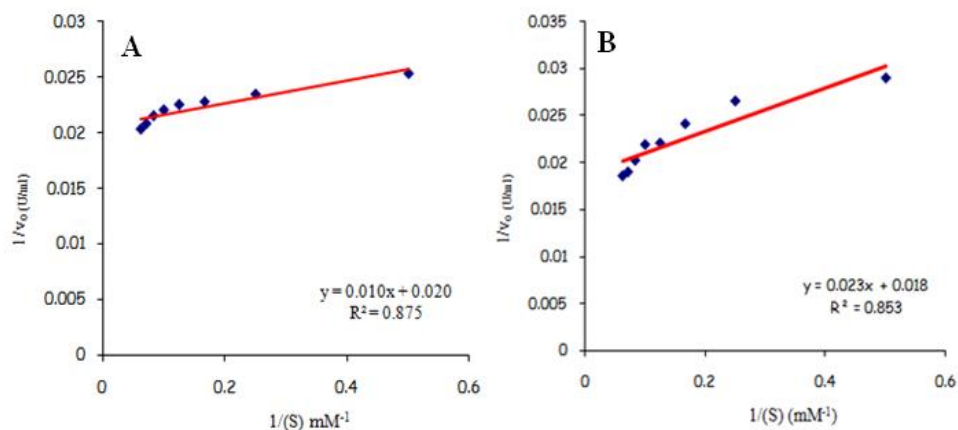 A
0.03
0.025
0.02
0.015
0.01
0.005
0
1/v₀ (U/ml)
y = 0.010x + 0.020
R² = 0.875
0 0.2 0.4 0.6
1/(S) mM⁻¹
B
0.035
0.03
0.025
0.02
0.015
0.01
0.005
0
1/v₀ (U/ml)
y = 0.023x + 0.018
R² = 0.853
0 0.2 0.4 0.6
1/(S) (mM⁻¹)